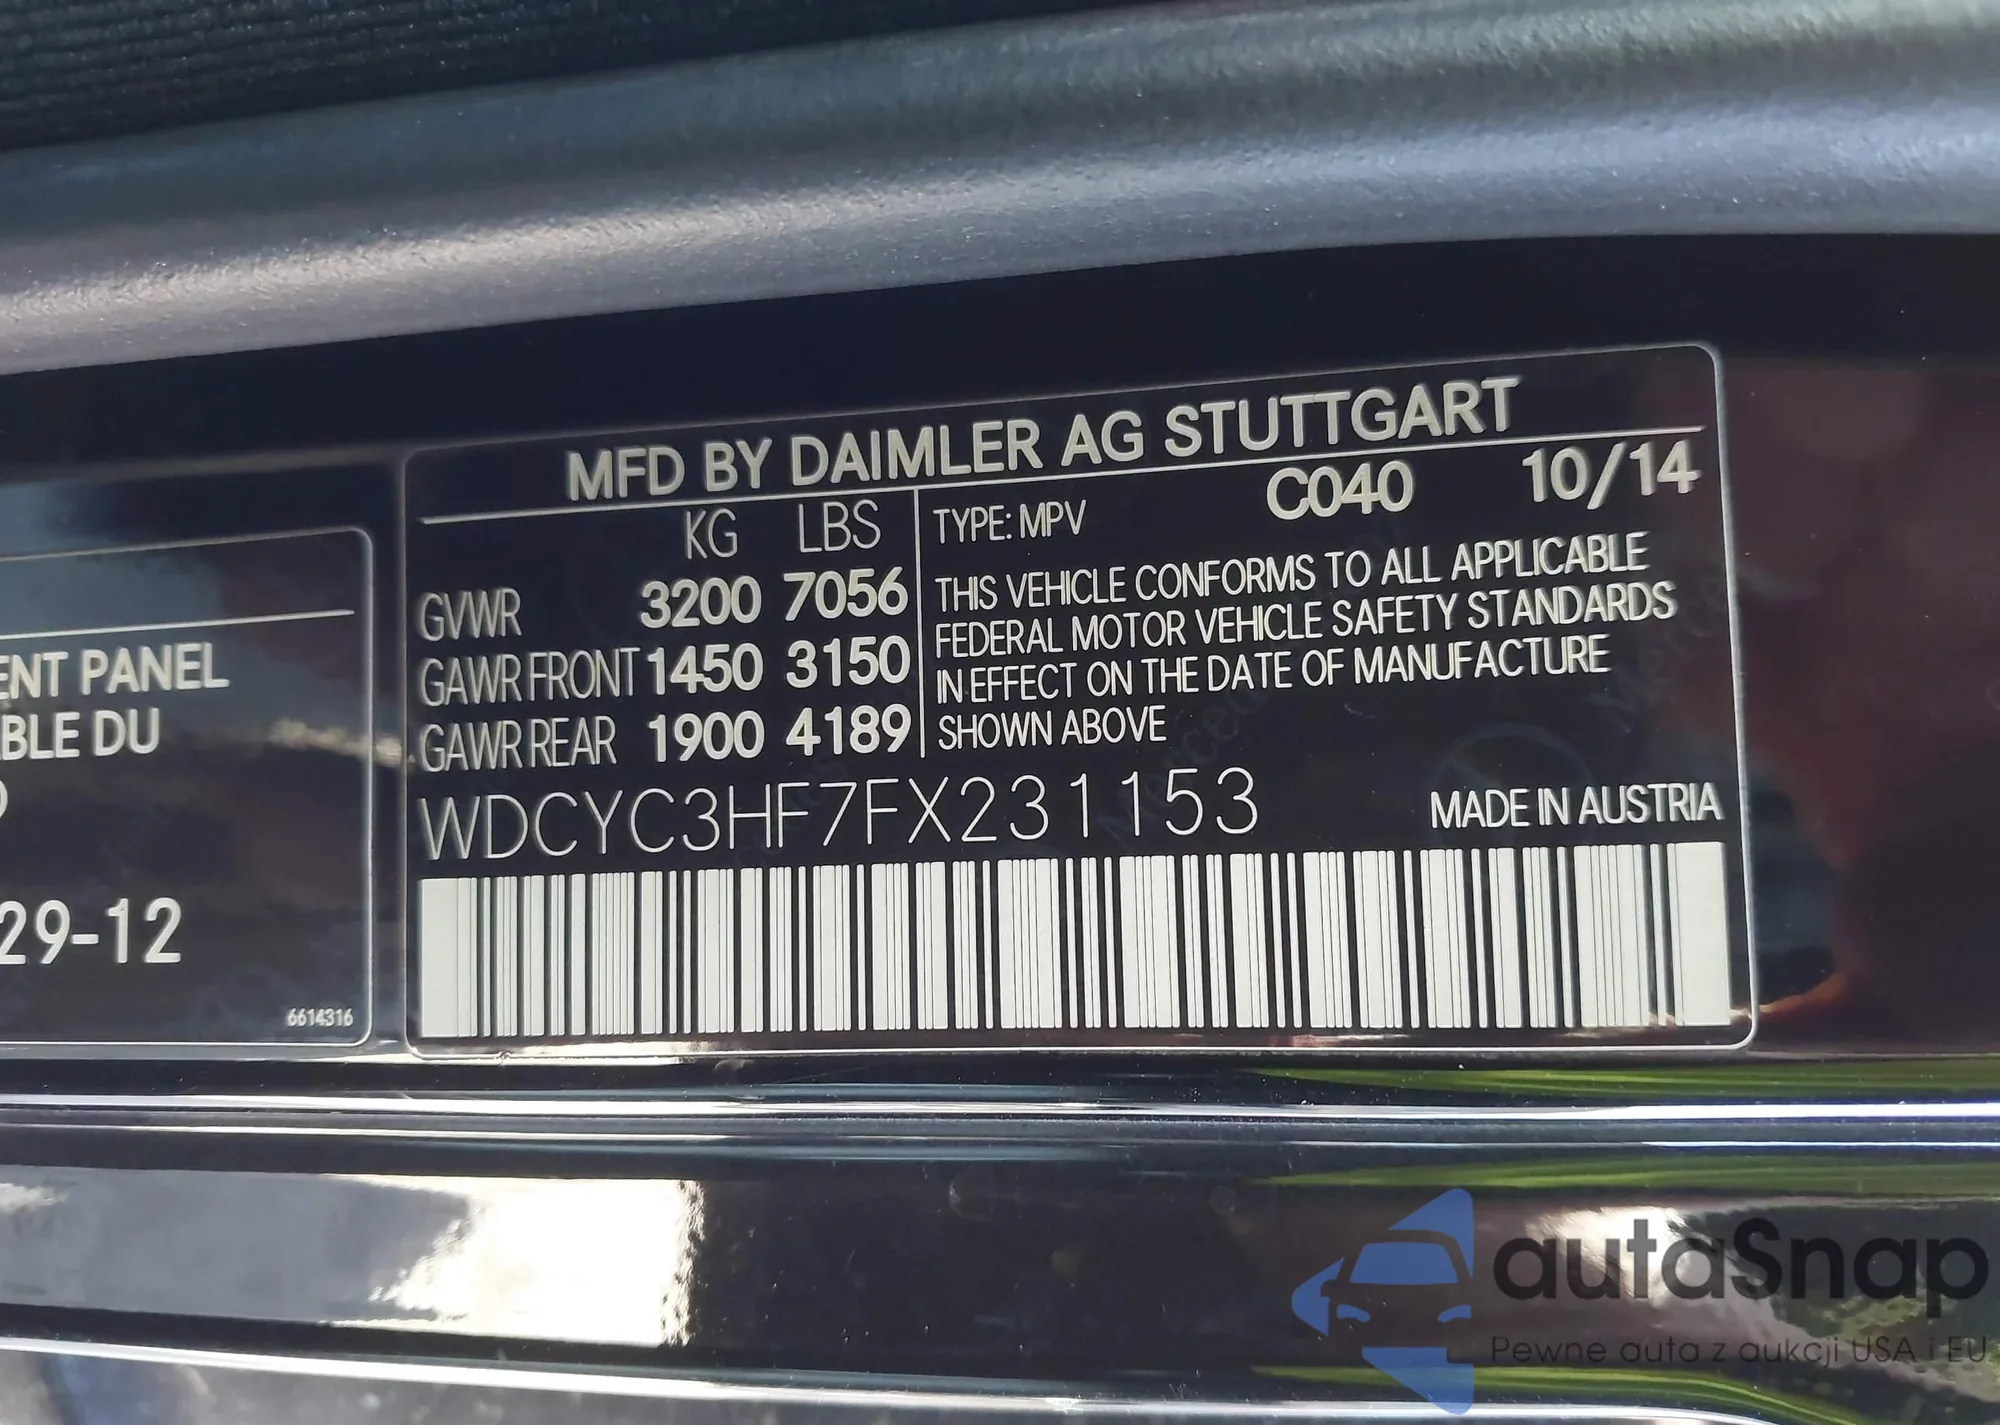 MFD BY DAIMLER AG STUTTGART
KG LBS
GVWR 3200 7056
GAWR FRONT 1450 3150
GAWR REAR 1900 4189
TYPE: MPV C040 10/14
THIS VEHICLE CONFORMS TO ALL APPLICABLE
FEDERAL MOTOR VEHICLE SAFETY STANDARDS
IN EFFECT ON THE DATE OF MANUFACTURE
SHOWN ABOVE
WDCYC3HF7FX231153
MADE IN AUSTRIA
ENT PANEL
BLE DU
29-12
6614316
autaSnap
Pewne auta z aukcji USA i EU